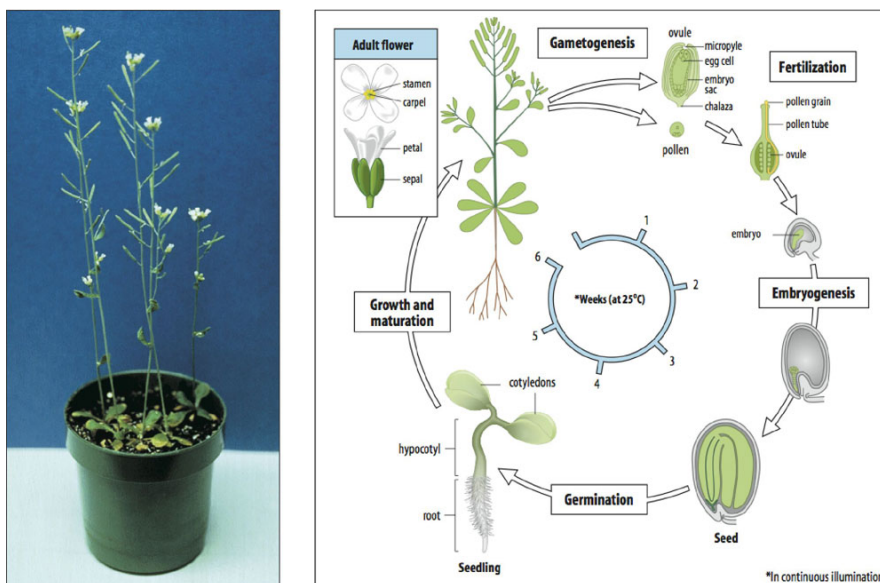 Adult flower
stamen
carpel
petal
sepal
Gametogenesis
ovule
micropyle
egg cell
embryo
sac
chalaza
pollen
Fertilization
pollen grain
pollen tube
ovule
embryo
Embryogenesis
Seed
Germination
cotyledons
hypocotyl
root
Seedling
Growth and
maturation
1
2
3
4
5
6
*Weeks (at 25°C)
*In continuous illumination